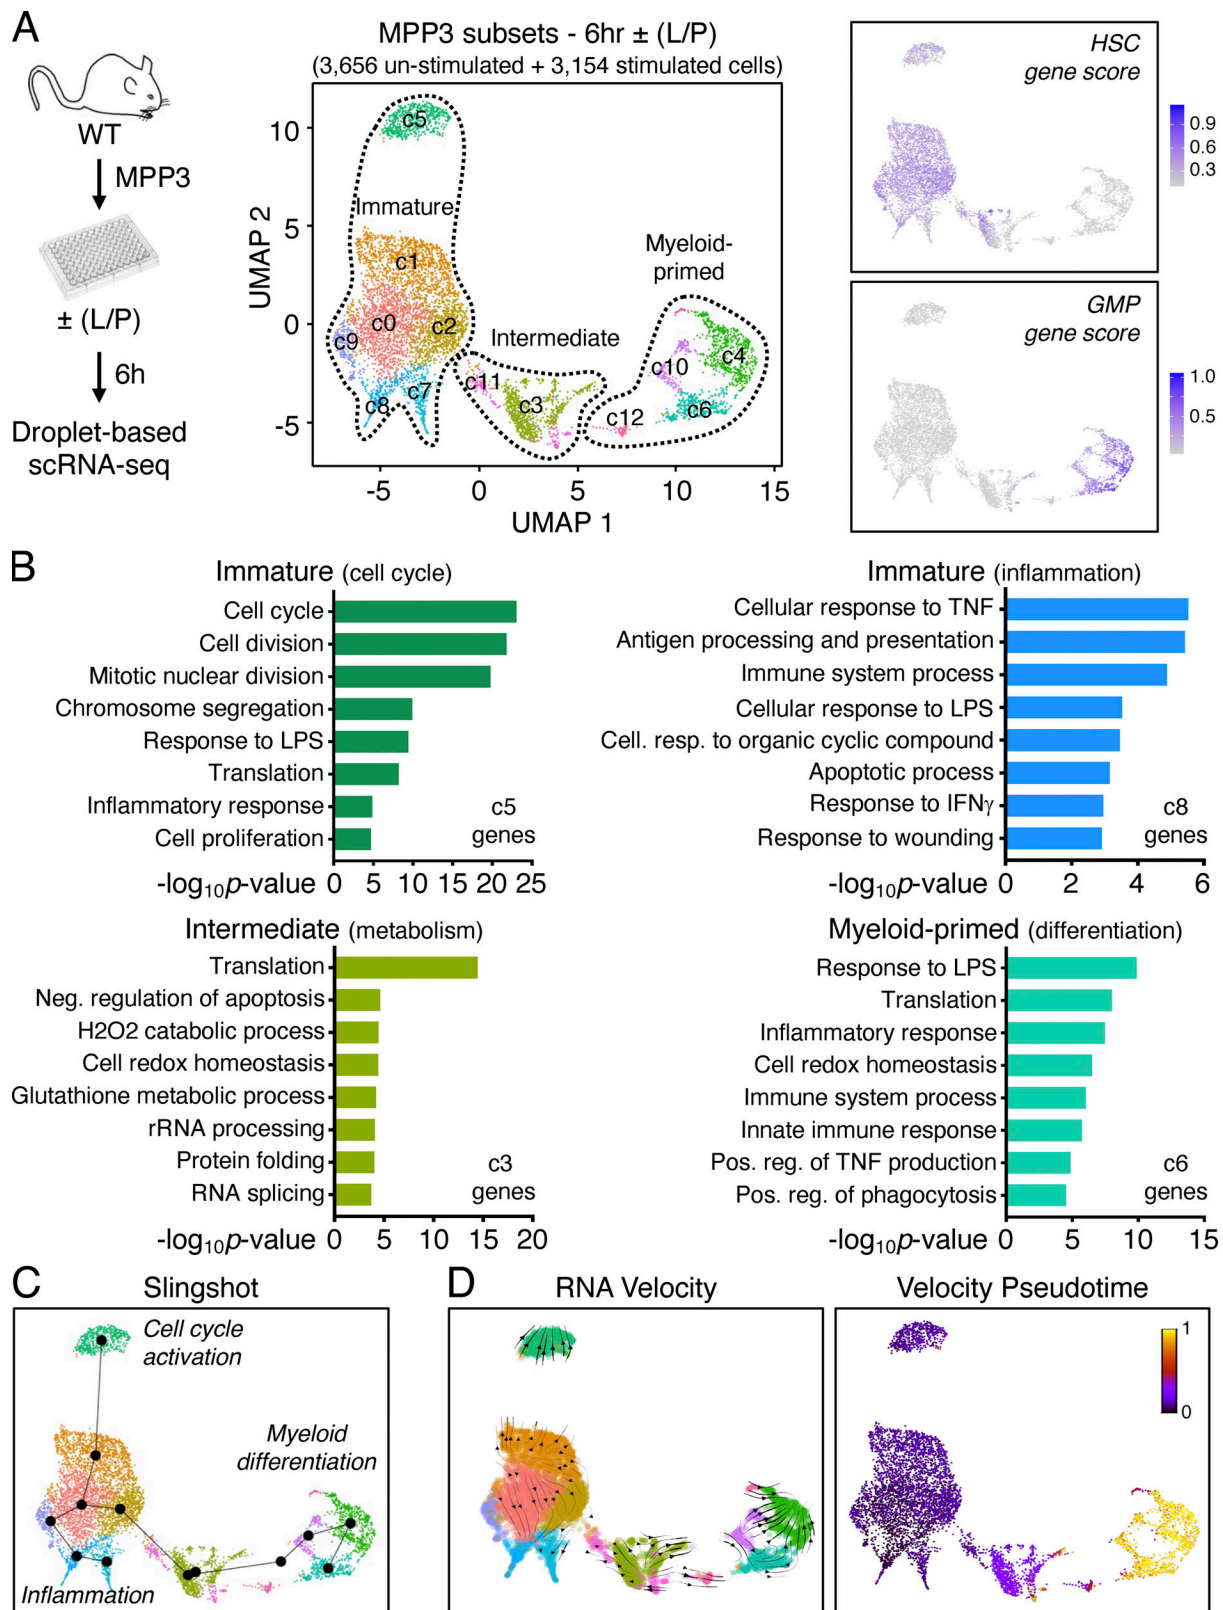 A
WT
MPP3
± (L/P)
6h
Droplet-based
scRNA-seq
MPP3 subsets - 6hr ± (L/P)
(3,656 un-stimulated + 3,154 stimulated cells)
UMAP 2
10
5
0
-5
c5
Immature
c1
c0
c2
c9
c7
c8
Intermediate
c11
c3
Myeloid-
primed
c10
c4
c6
c12
-5
0
5
10
15
UMAP 1
HSC
gene score
0.9
0.6
0.3
GMP
gene score
1.0
0.5
B
Immature (cell cycle)
Cell cycle
Cell division
Mitotic nuclear division
Chromosome segregation
Response to LPS
Translation
Inflammatory response
Cell proliferation
c5
genes
-log10p-value 0 5 10 15 20 25
Immature (inflammation)
Cellular response to TNF
Antigen processing and presentation
Immune system process
Cellular response to LPS
Cell. resp. to organic cyclic compound
Apoptotic process
Response to IFNγ
Response to wounding
c8
genes
-log10p-value 0 2 4 6
Intermediate (metabolism)
Translation
Neg. regulation of apoptosis
H2O2 catabolic process
Cell redox homeostasis
Glutathione metabolic process
rRNA processing
Protein folding
RNA splicing
c3
genes
-log10p-value 0 5 10 15 20
Myeloid-primed (differentiation)
Response to LPS
Translation
Inflammatory response
Cell redox homeostasis
Immune system process
Innate immune response
Pos. reg. of TNF production
Pos. reg. of phagocytosis
c6
genes
-log10p-value 0 5 10 15
C
Slingshot
Cell cycle
activation
Myeloid
differentiation
Inflammation
D
RNA Velocity
Velocity Pseudotime
1
0